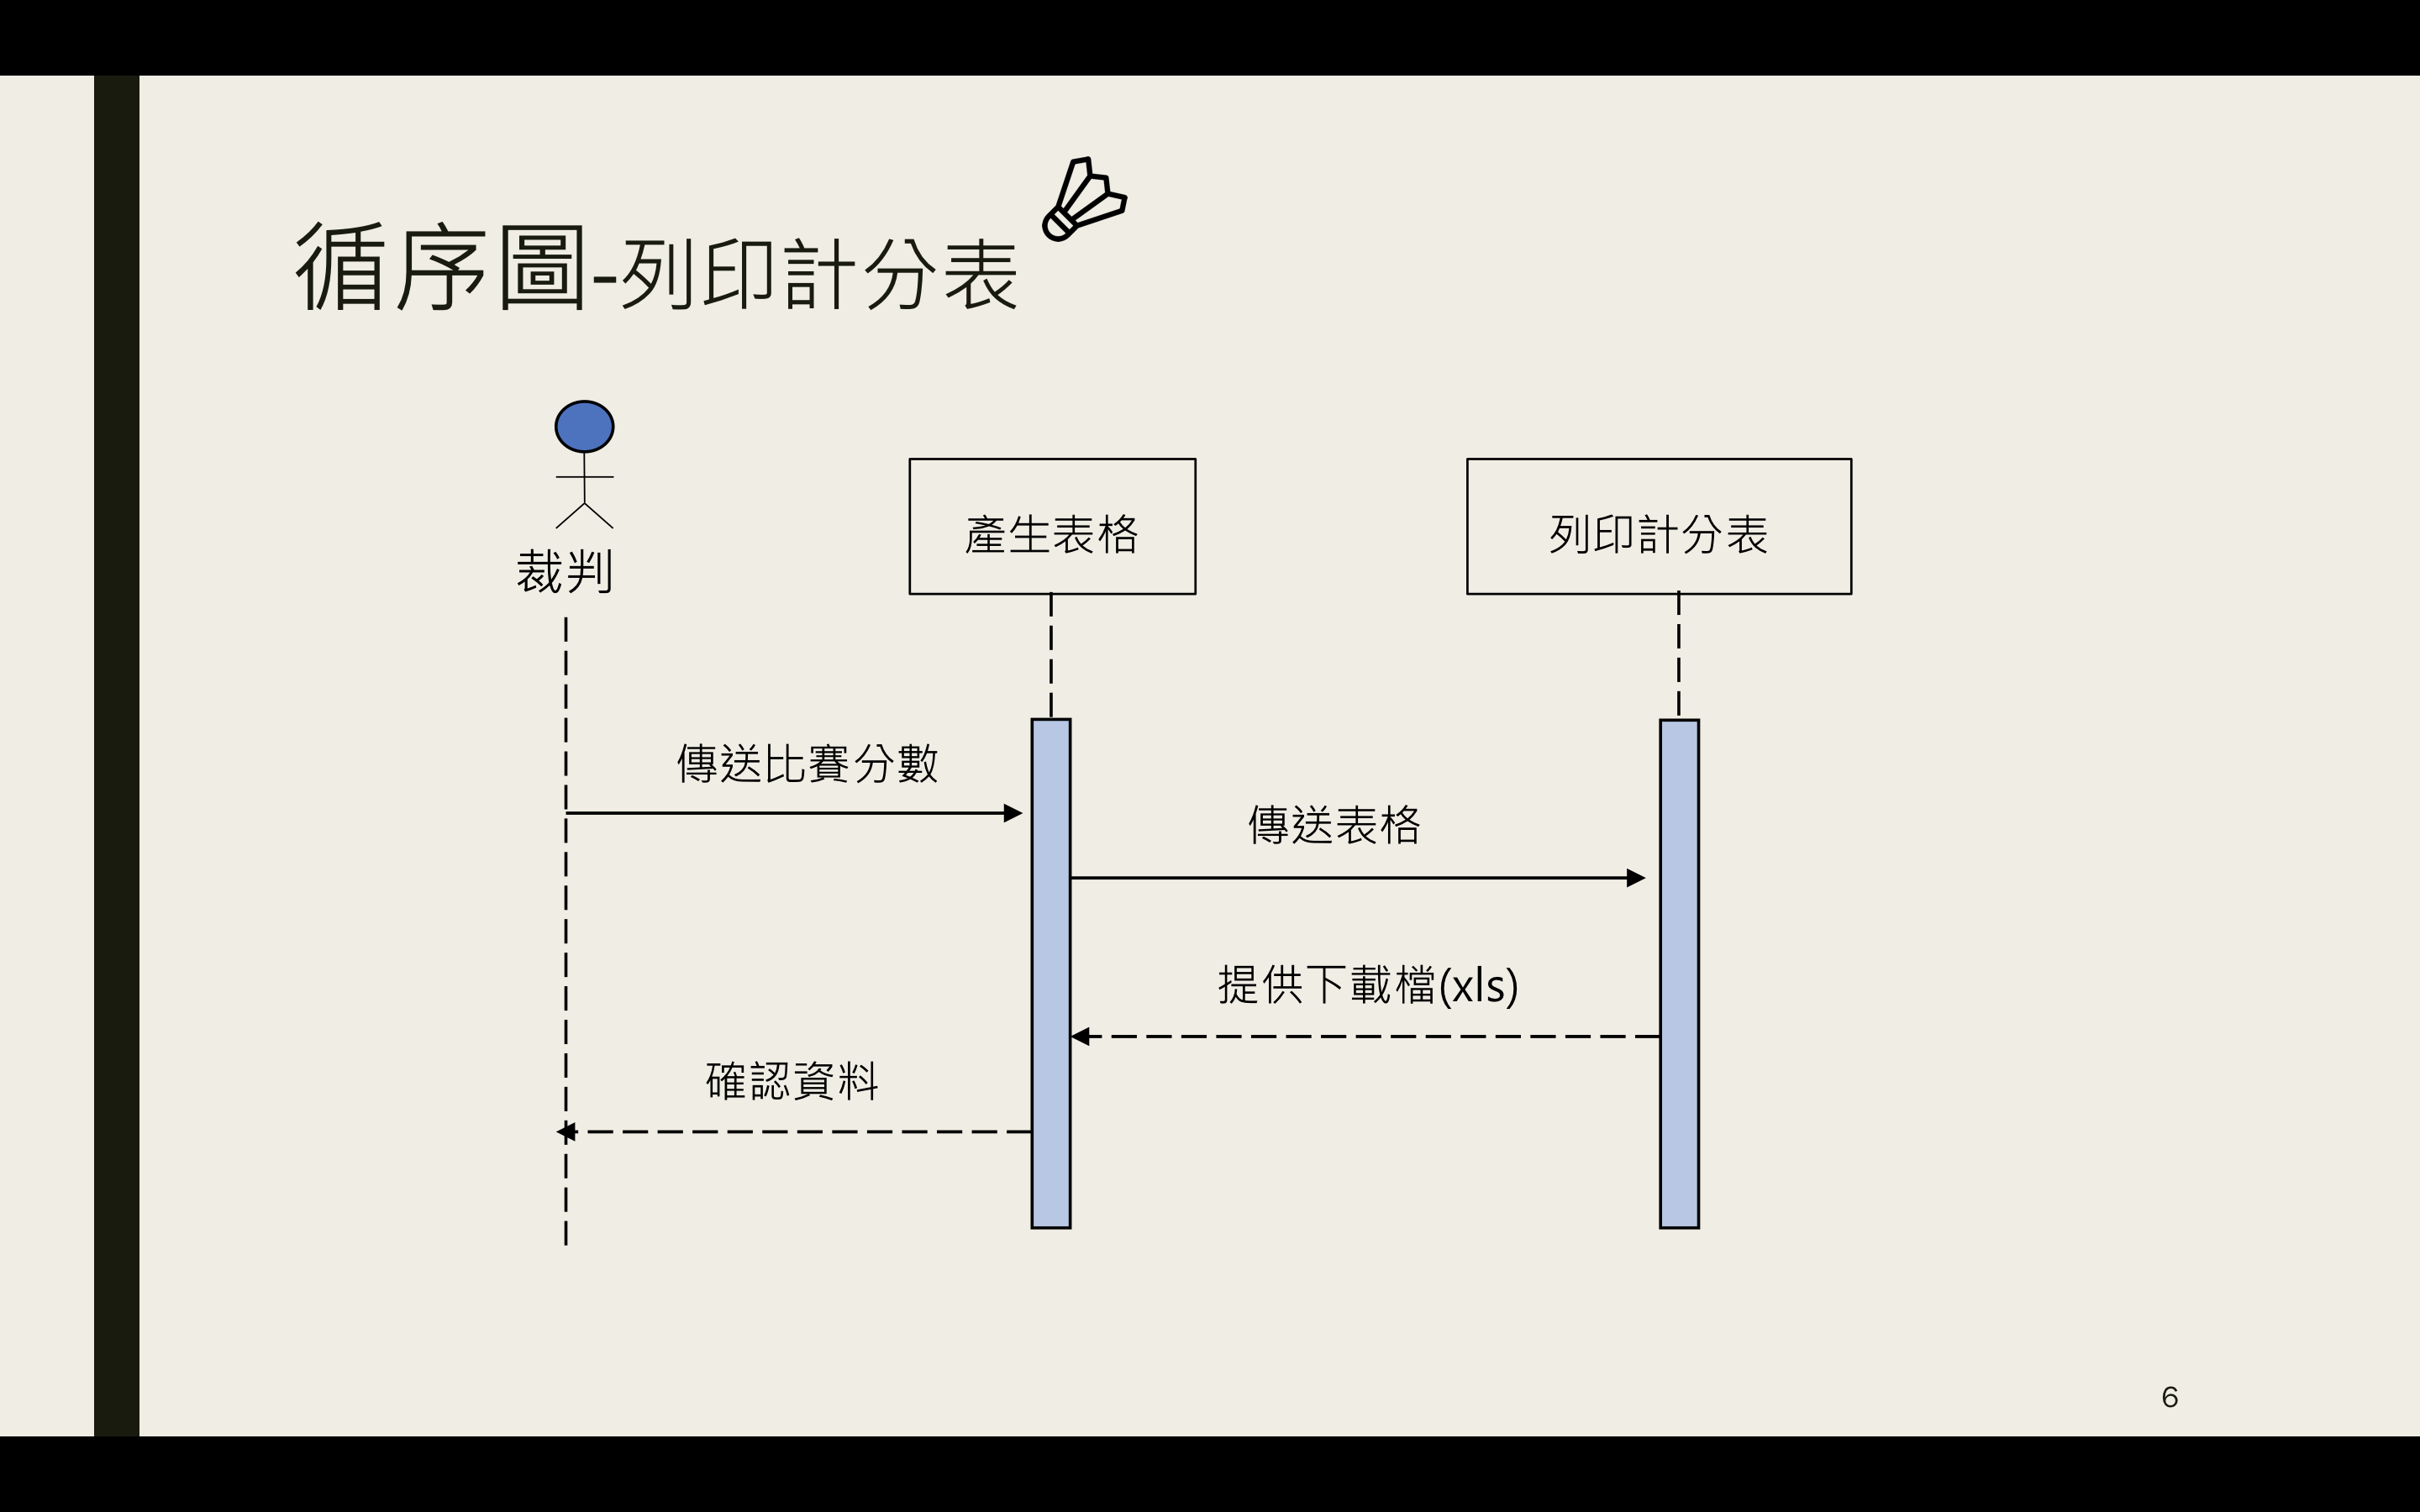 循序圖-列印計分表
裁判
產生表格
列印計分表
傳送比賽分數
傳送表格
提供下載檔(xls)
確認資料
6